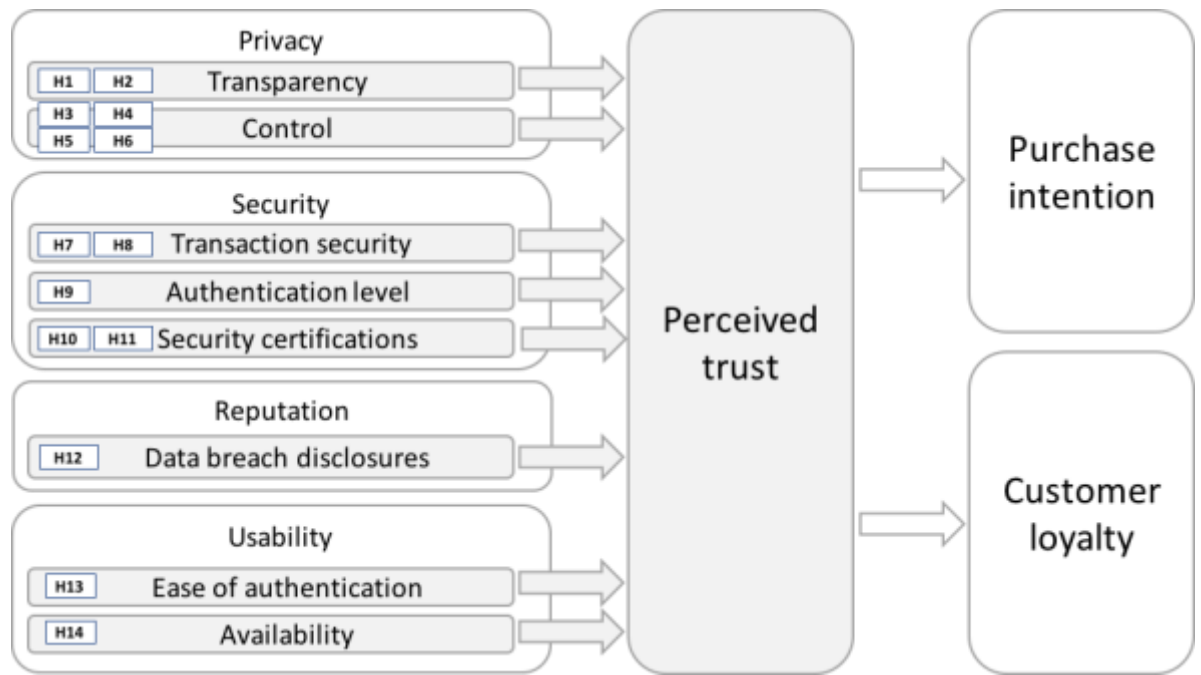 Privacy
H1 H2 Transparency
H3 H4
Control
H5 H6
Security
H7 H8 Transaction security
H9 Authentication level
H10 H11 Security certifications
Reputation
H12 Data breach disclosures
Usability
H13 Ease of authentication
H14 Availability
Perceived
trust
Purchase
intention
Customer
loyalty